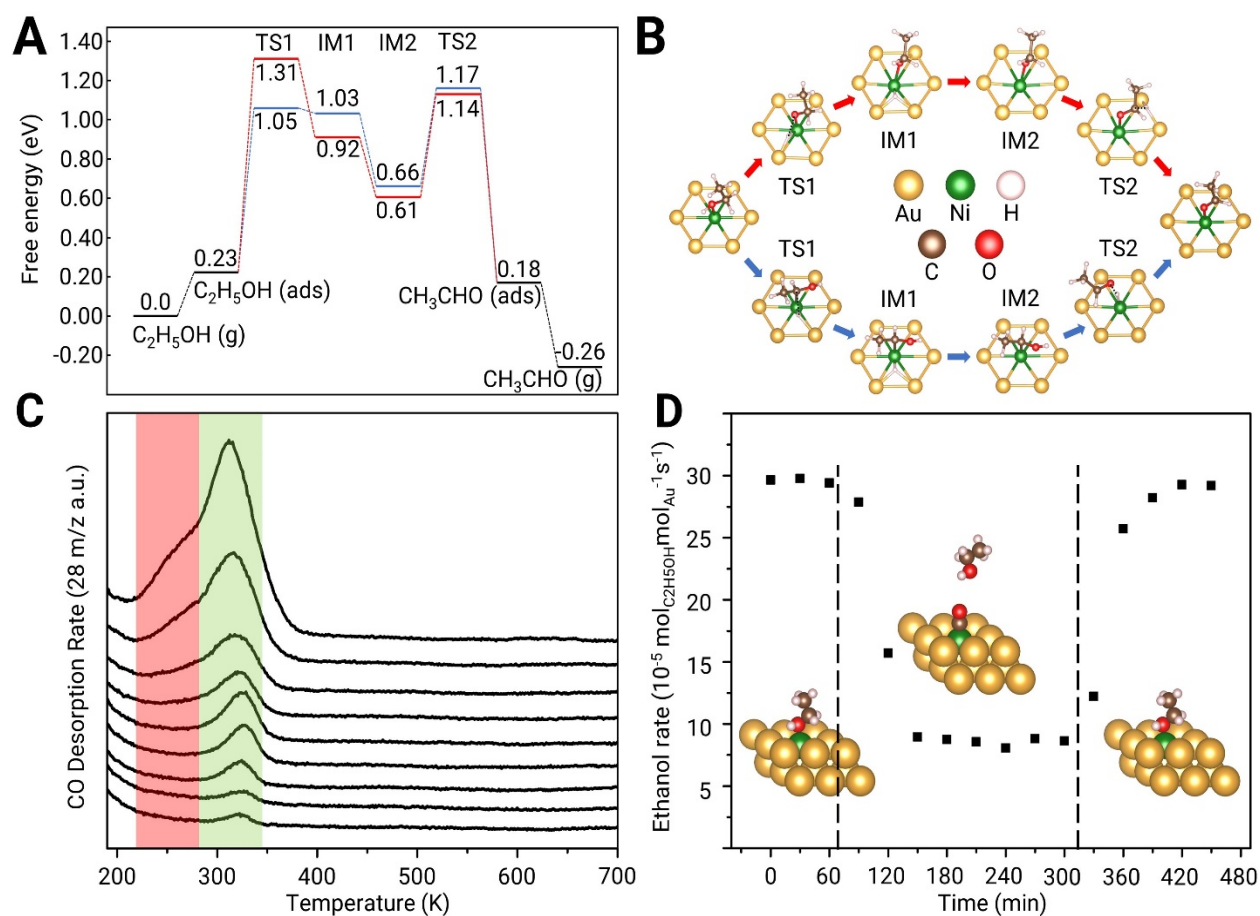 A
TS1 IM1 IM2 TS2
1.40
1.20
1.00
0.80
0.60
0.40
0.20
0.00
-0.20
Free energy (eV)
1.31
1.05
1.03
0.92
0.66
0.61
1.17
1.14
0.23
C₂H₅OH (ads)
0.0
C₂H₅OH (g)
0.18
CH₃CHO (ads)
-0.26
CH₃CHO (g)
B
IM1 IM2
TS1 TS2
Au Ni H
C O
TS1 TS2
IM1 IM2
C
CO Desorption Rate (28 m/z a.u.)
200 300 400 500 600 700
Temperature (K)
D
30
25
20
15
10
5
Ethanol rate (10⁻⁵ mol_C2H5OH mol_Au⁻¹s⁻¹)
0 60 120 180 240 300 360 420 480
Time (min)